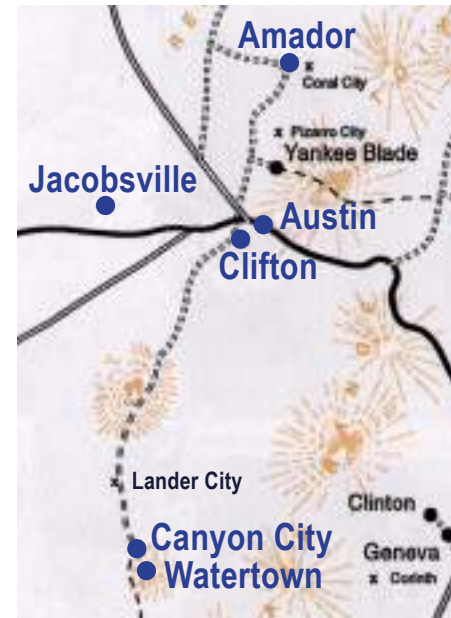 Amador
Coral City
Pizarro City
Yankee Blade
Jacobsville
Austin
Clifton
Lander City
Clinton
Canyon City
Geneva
Watertown
Corinth